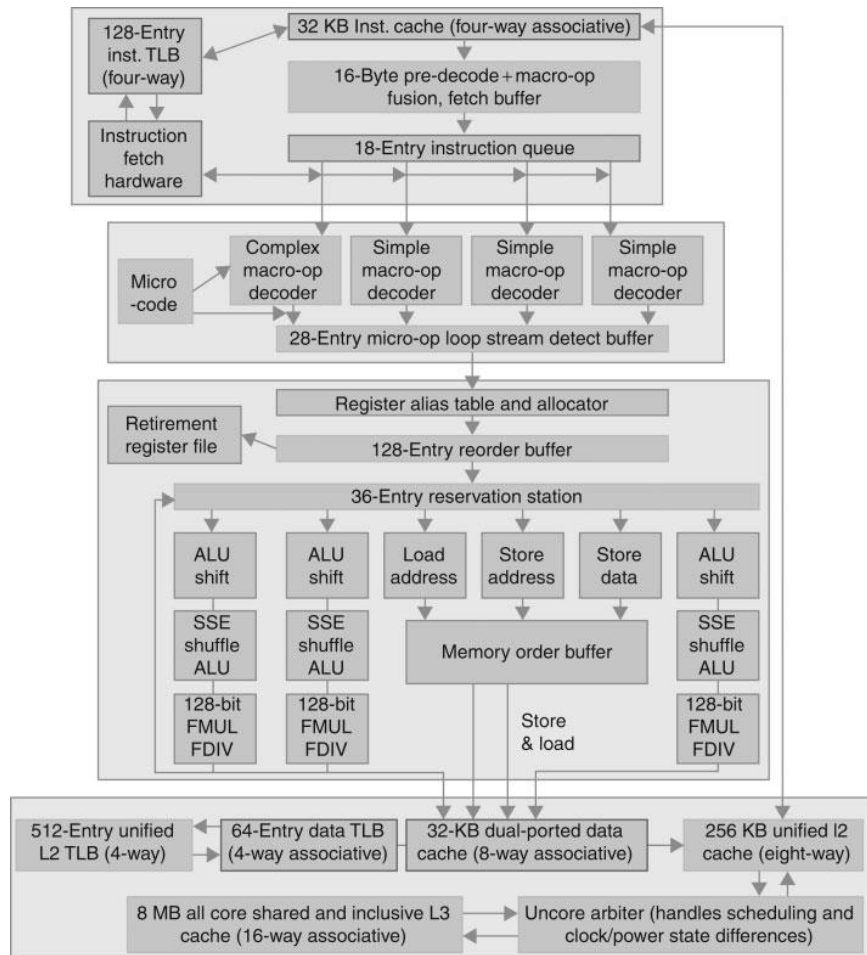 128-Entry
inst. TLB
(four-way)
32 KB Inst. cache (four-way associative)
16-Byte pre-decode+macro-op
fusion, fetch buffer
Instruction
fetch
hardware
18-Entry instruction queue
Micro
-code
Complex
macro-op
decoder
Simple
macro-op
decoder
Simple
macro-op
decoder
Simple
macro-op
decoder
28-Entry micro-op loop stream detect buffer
Register alias table and allocator
Retirement
register file
128-Entry reorder buffer
36-Entry reservation station
ALU
shift
ALU
shift
Load
address
Store
address
Store
data
ALU
shift
SSE
shuffle
ALU
SSE
shuffle
ALU
Memory order buffer
SSE
shuffle
ALU
128-bit
FMUL
FDIV
128-bit
FMUL
FDIV
Store
& load
128-bit
FMUL
FDIV
512-Entry unified
L2 TLB (4-way)
64-Entry data TLB
(4-way associative)
32-KB dual-ported data
cache (8-way associative)
256 KB unified l2
cache (eight-way)
8 MB all core shared and inclusive L3
cache (16-way associative)
Uncore arbiter (handles scheduling and
clock/power state differences)